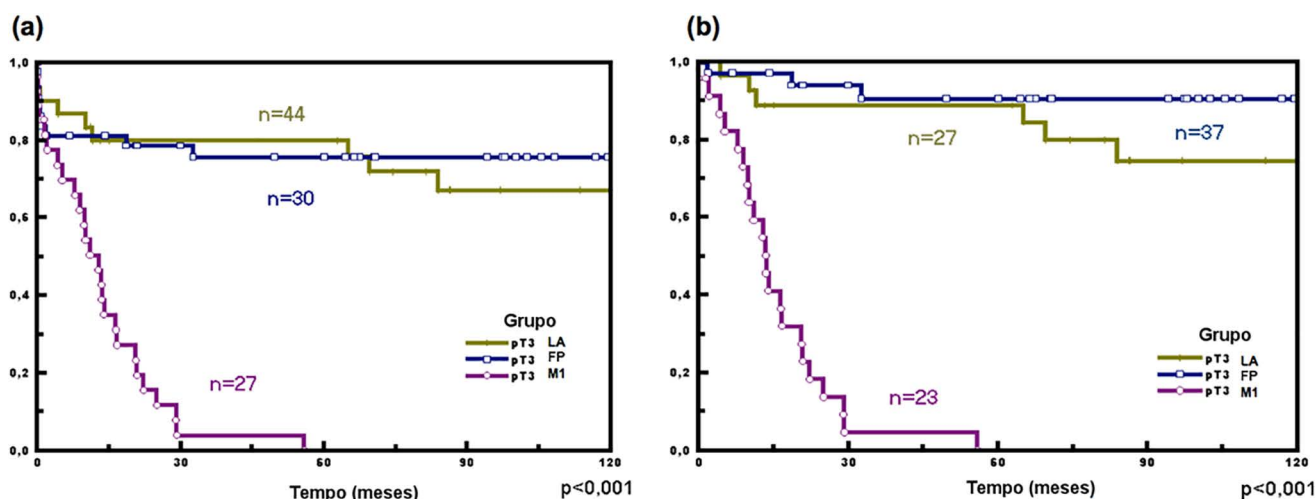 (a)
1,0
0,8
0,6
0,4
0,2
0,0
n=44
n=30
n=27
Grupo
pT3 LA
pT3 FP
pT3 M1
0 30 60 90 120
Tempo (meses)
p<0,001
(b)
1,0
0,8
0,6
0,4
0,2
0,0
n=27
n=37
n=23
Grupo
pT3 LA
pT3 FP
pT3 M1
0 30 60 90 120
Tempo (meses)
p<0,001